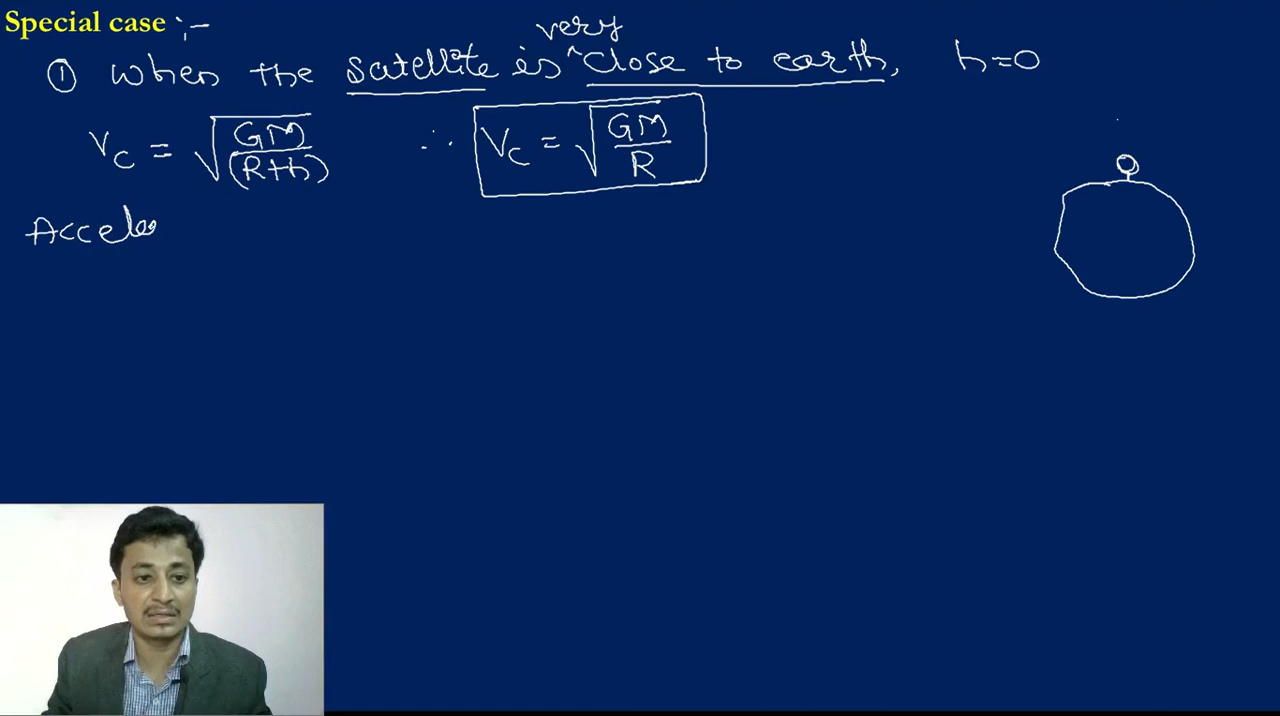 Special case :-
① When the satellite is ^very close to earth, h=0
Vc = √(GM/(R+h)) ∴ Vc = √(GM/R)
Accele